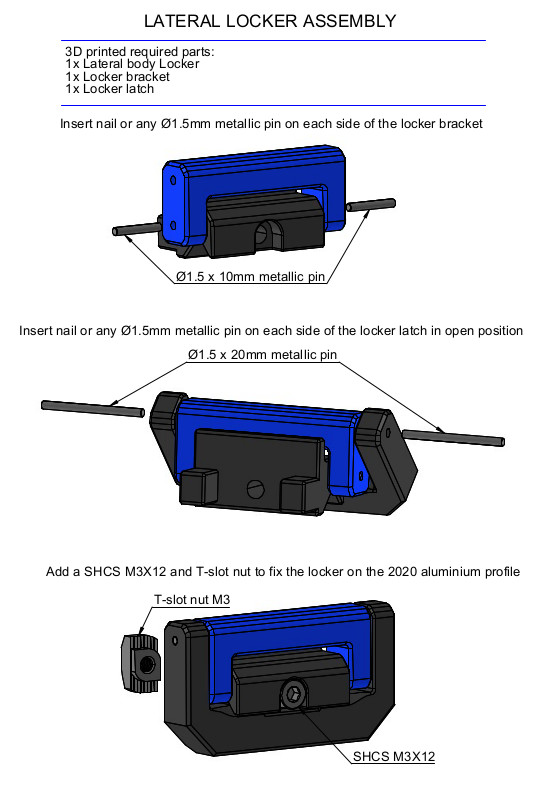 LATERAL LOCKER ASSEMBLY
3D printed required parts:
1x Lateral body Locker
1x Locker bracket
1x Locker latch
Insert nail or any Ø1.5mm metallic pin on each side of the locker bracket
Ø1.5 x 10mm metallic pin
Insert nail or any Ø1.5mm metallic pin on each side of the locker latch in open position
Ø1.5 x 20mm metallic pin
Add a SHCS M3X12 and T-slot nut to fix the locker on the 2020 aluminium profile
T-slot nut M3
SHCS M3X12